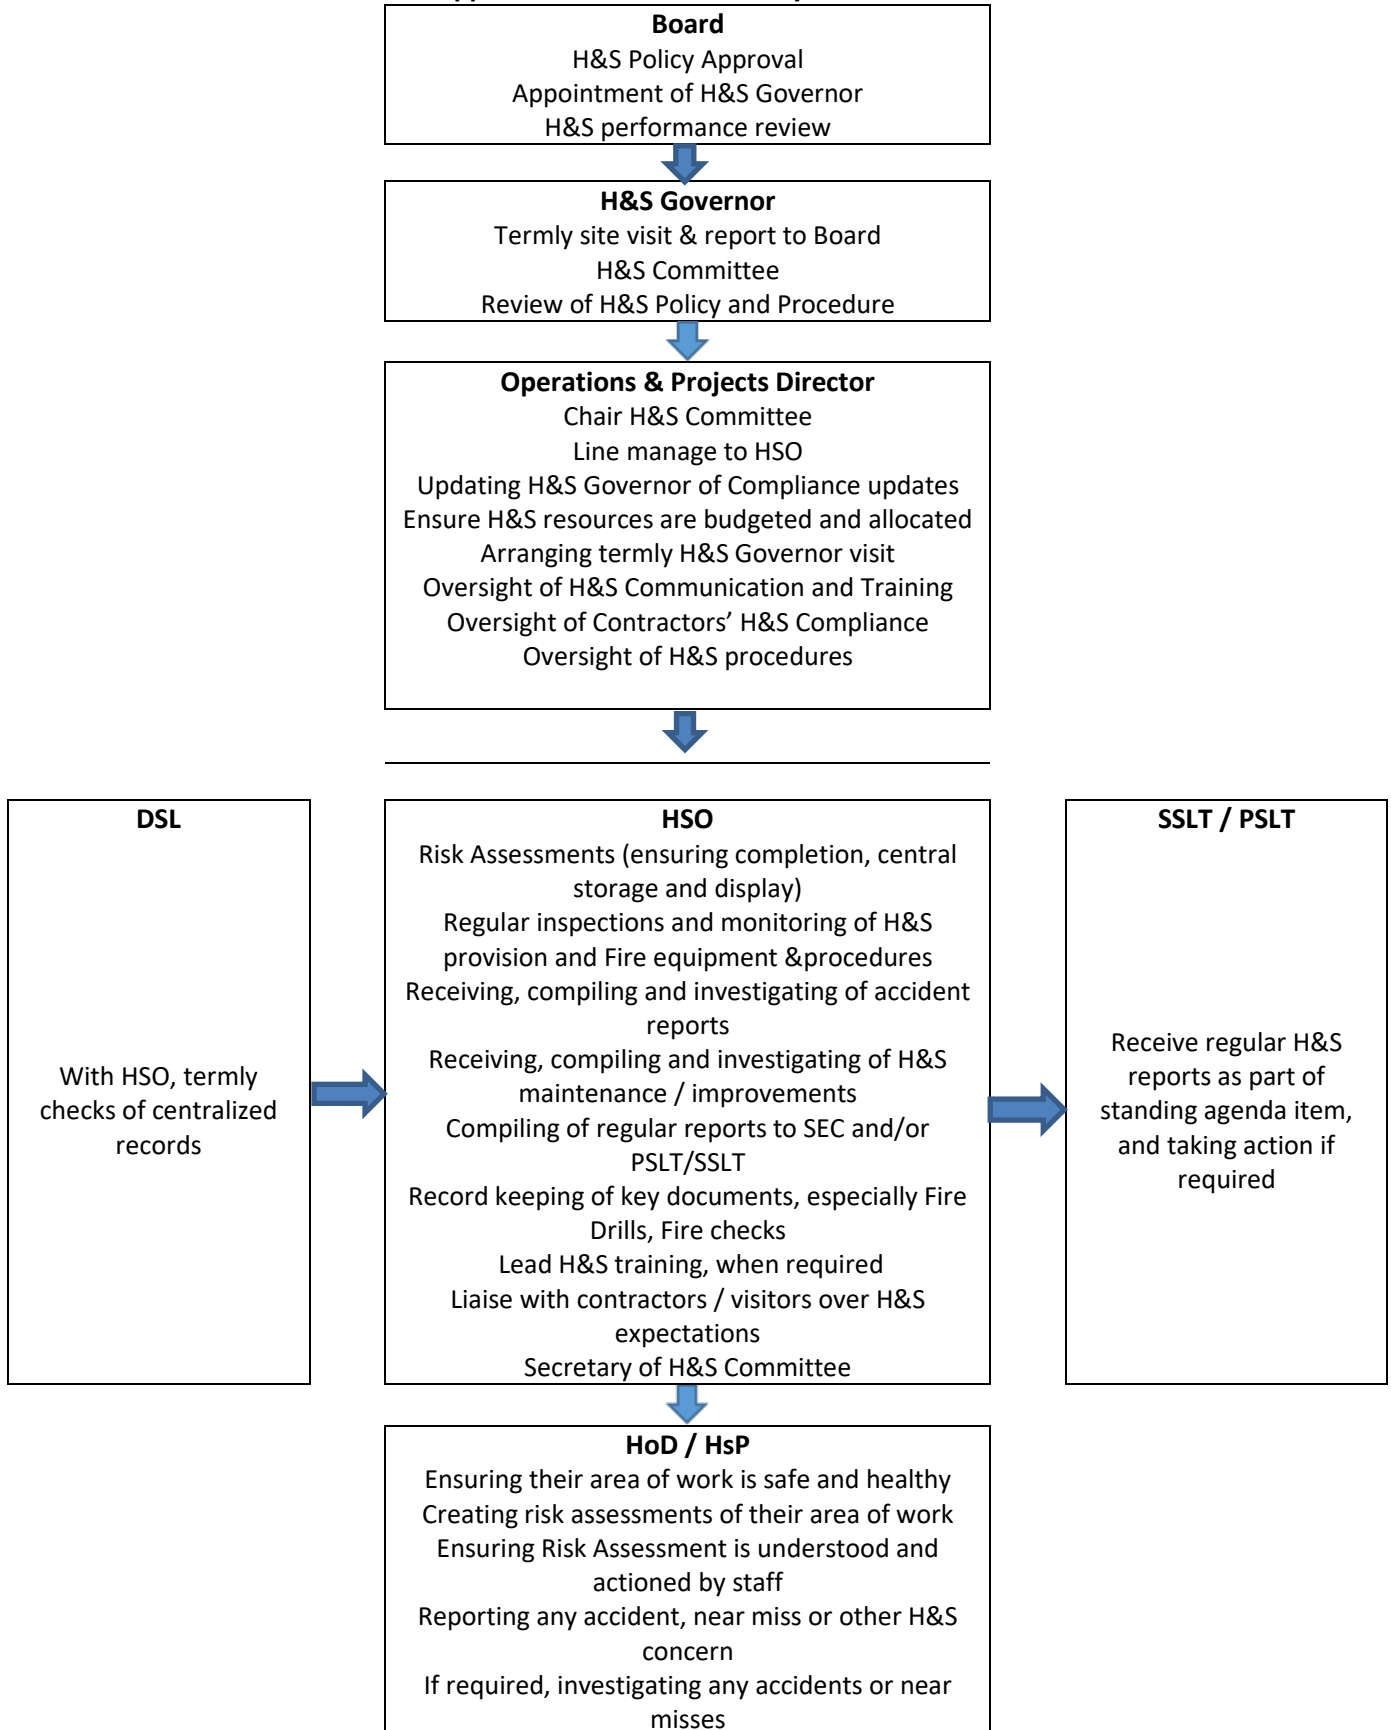 Board
H&S Policy Approval
Appointment of H&S Governor
H&S performance review
H&S Governor
Termly site visit & report to Board
H&S Committee
Review of H&S Policy and Procedure
Operations & Projects Director
Chair H&S Committee
Line manage to HSO
Updating H&S Governor of Compliance updates
Ensure H&S resources are budgeted and allocated
Arranging termly H&S Governor visit
Oversight of H&S Communication and Training
Oversight of Contractors’ H&S Compliance
Oversight of H&S procedures
DSL
With HSO, termly
checks of centralized
records
HSO
Risk Assessments (ensuring completion, central
storage and display)
Regular inspections and monitoring of H&S
provision and Fire equipment &procedures
Receiving, compiling and investigating of accident
reports
Receiving, compiling and investigating of H&S
maintenance / improvements
Compiling of regular reports to SEC and/or
PSLT/SSLT
Record keeping of key documents, especially Fire
Drills, Fire checks
Lead H&S training, when required
Liaise with contractors / visitors over H&S
expectations
Secretary of H&S Committee
SSLT / PSLT
Receive regular H&S
reports as part of
standing agenda item,
and taking action if
required
HoD / HsP
Ensuring their area of work is safe and healthy
Creating risk assessments of their area of work
Ensuring Risk Assessment is understood and
actioned by staff
Reporting any accident, near miss or other H&S
concern
If required, investigating any accidents or near
misses